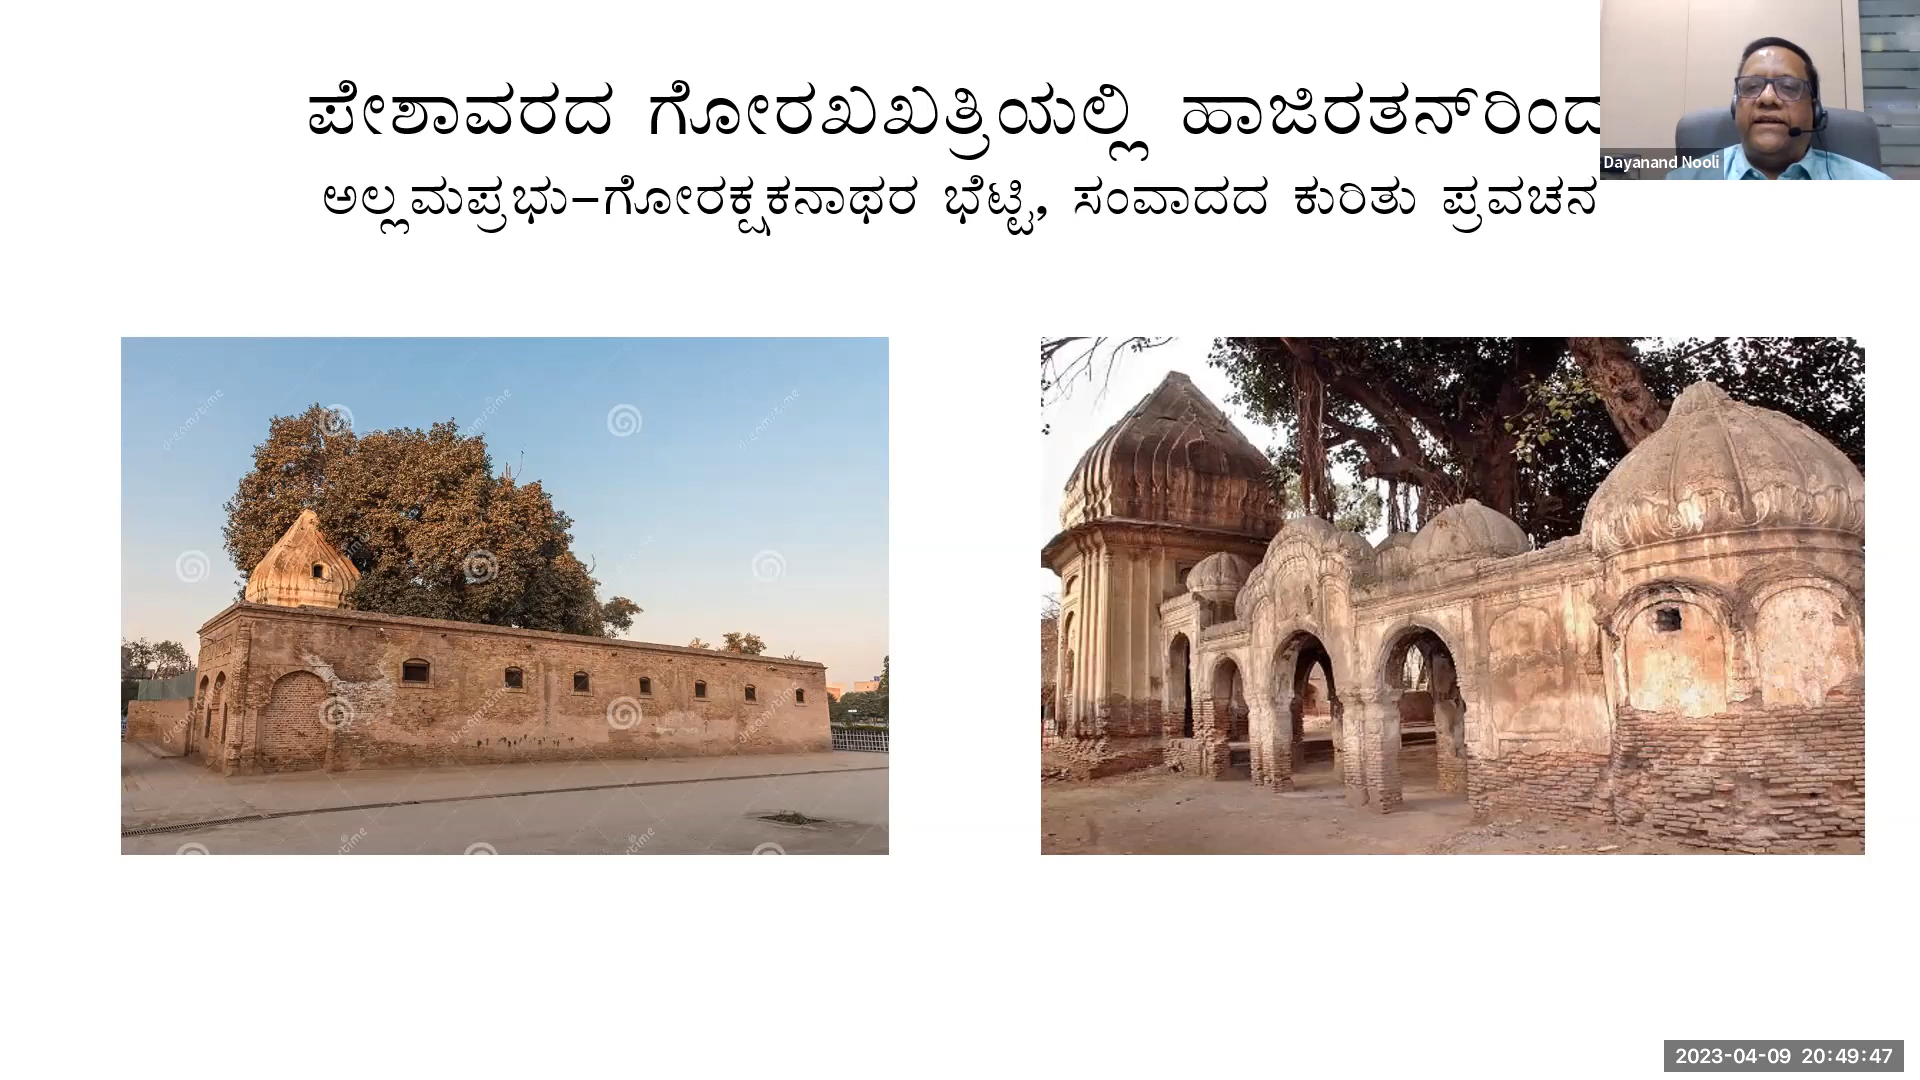 ಪೇಶಾವರದ ಗೋರಖಖತ್ರಿಯಲ್ಲಿ ಹಾಜಿರತನ್‌ರಿಂದ
ಅಲ್ಲಮಪ್ರಭು–ಗೋರಕ್ಷಕನಾಥರ ಭೆಟ್ಟಿ, ಸಂವಾದದ ಕುರಿತು ಪ್ರವಚನ
Dayanand Nooli
dreamstime
2023-04-09 20:49:47